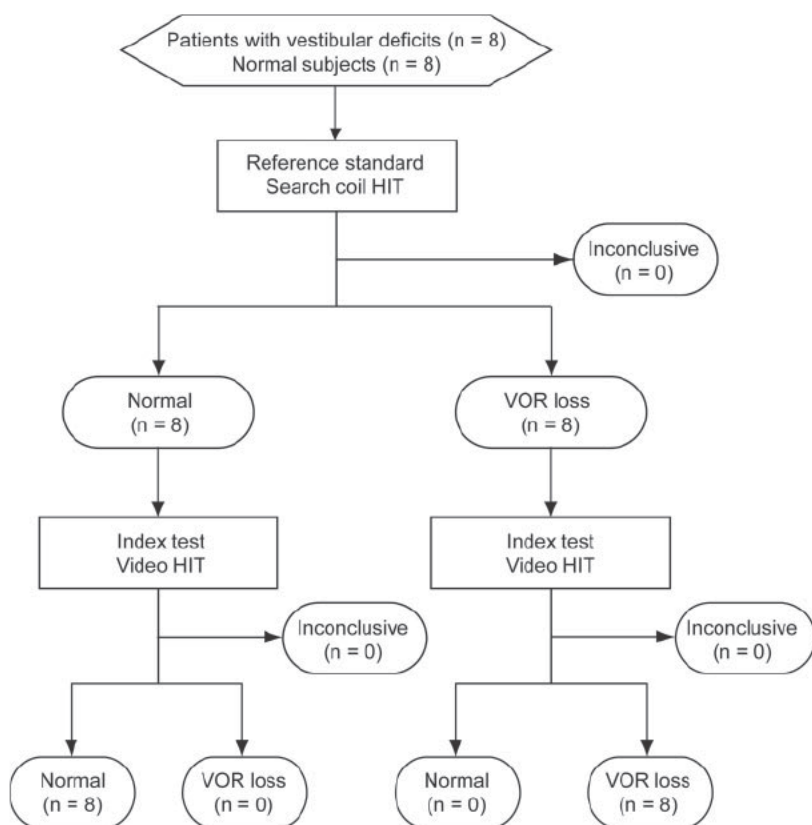 Patients with vestibular deficits (n = 8)
Normal subjects (n = 8)
Reference standard
Search coil HIT
Inconclusive
(n = 0)
Normal
(n = 8)
VOR loss
(n = 8)
Index test
Video HIT
Index test
Video HIT
Inconclusive
(n = 0)
Inconclusive
(n = 0)
Normal
(n = 8)
VOR loss
(n = 0)
Normal
(n = 0)
VOR loss
(n = 8)